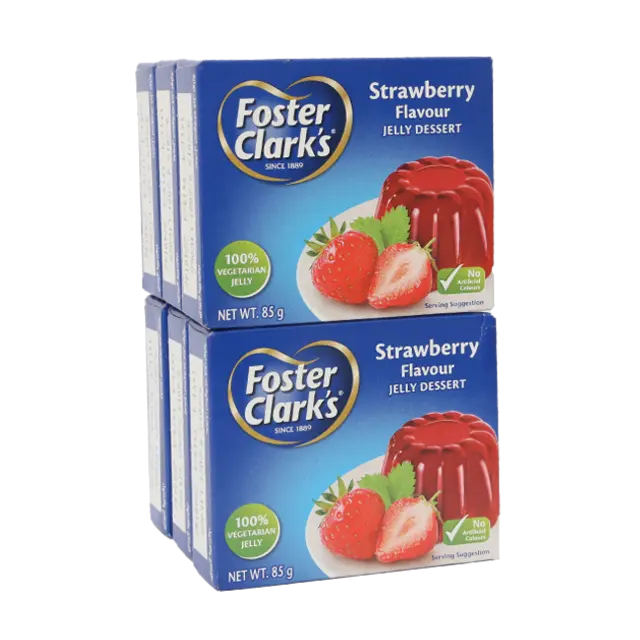 Foster
Clark's®
SINCE 1889
Strawberry
Flavour
JELLY DESSERT
100%
VEGETARIAN
JELLY
No
Artificial
Colours
Serving Suggestion
NET WT. 85 g
Foster
Clark's®
SINCE 1889
Strawberry
Flavour
JELLY DESSERT
100%
VEGETARIAN
JELLY
No
Artificial
Colours
Serving Suggestion
NET WT. 85 g